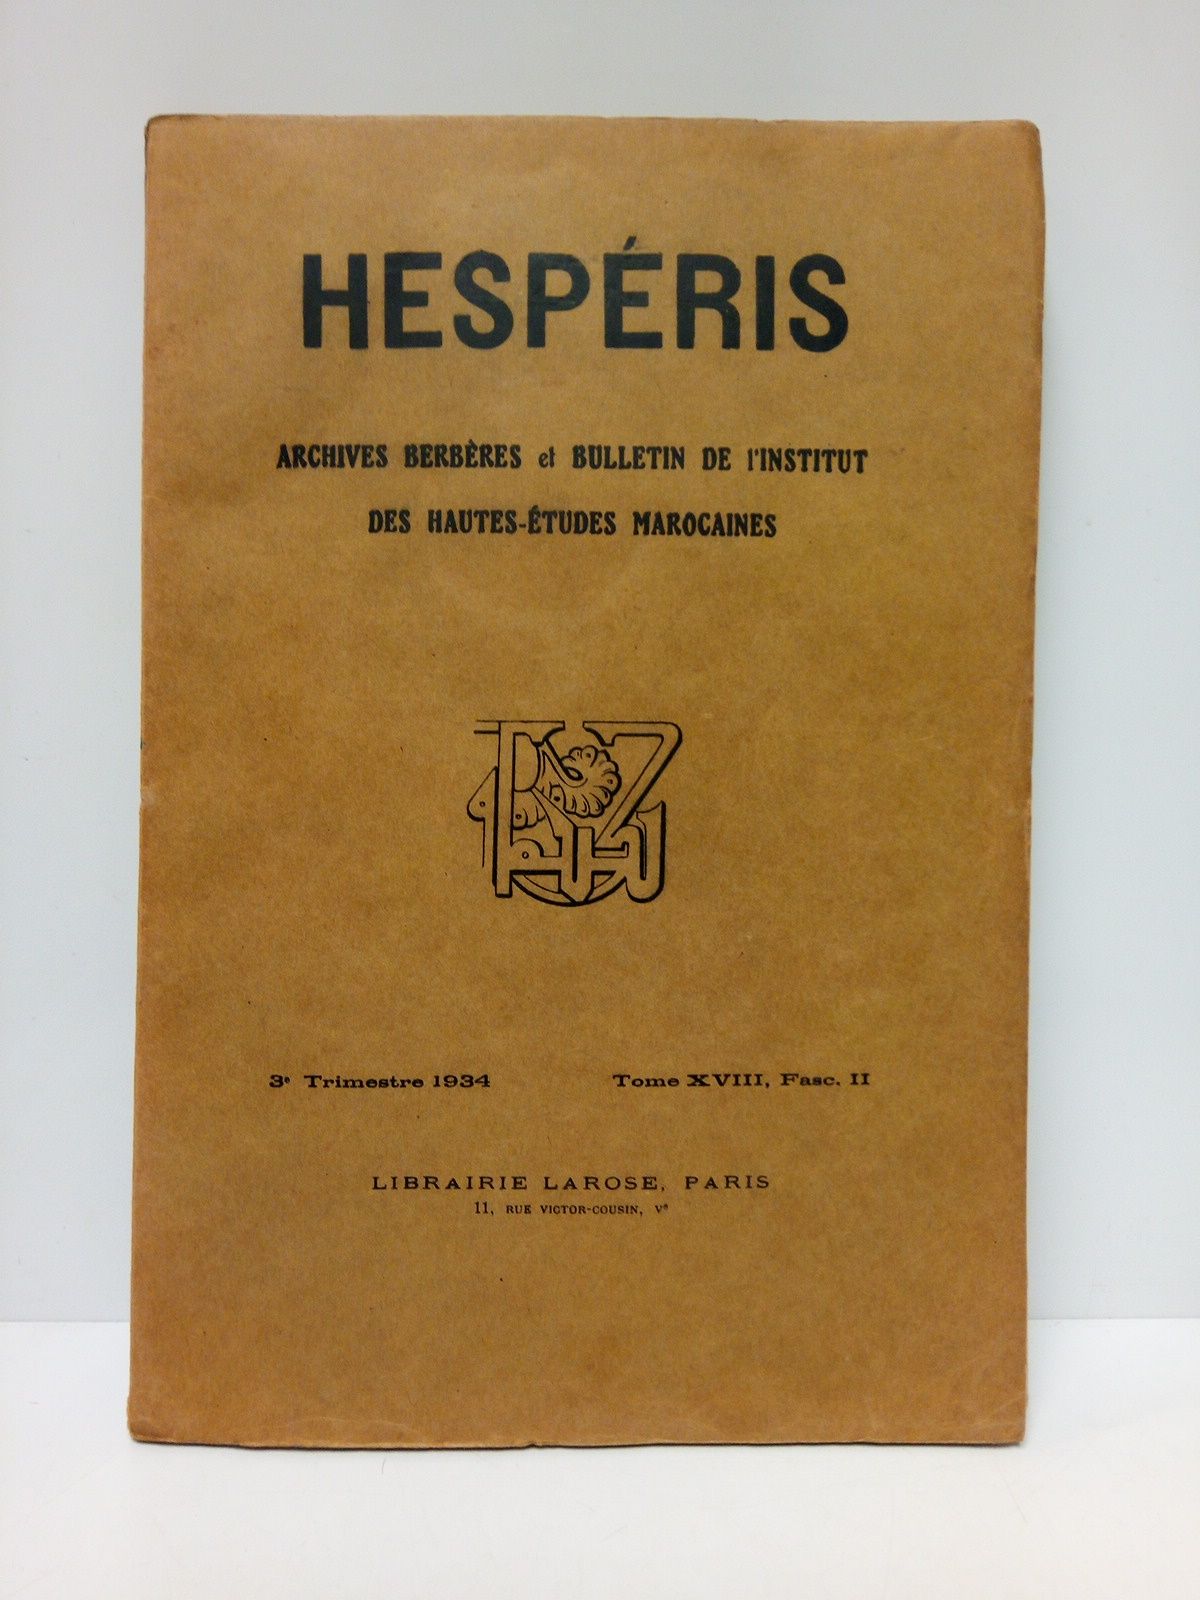 HESPÉRIS
ARCHIVES BERBÈRES et BULLETIN DE l'INSTITUT
DES HAUTES-ÉTUDES MAROCAINES
3e Trimestre 1934 Tome XVIII, Fasc. II
LIBRAIRIE LAROSE, PARIS
11, RUE VICTOR-COUSIN, Ve